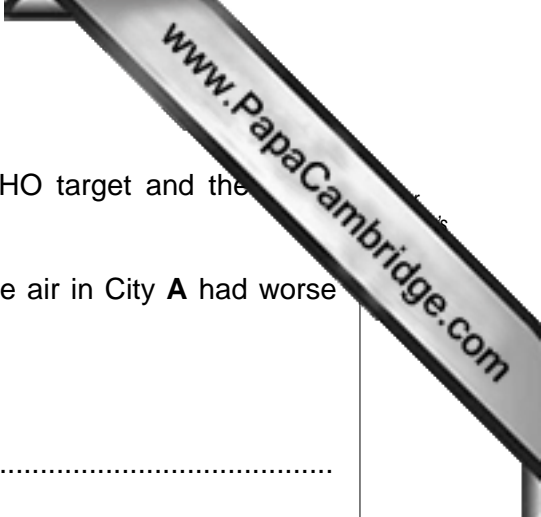 www.PapaCambridge.com
HO target and the
e air in City A had worse
................................................